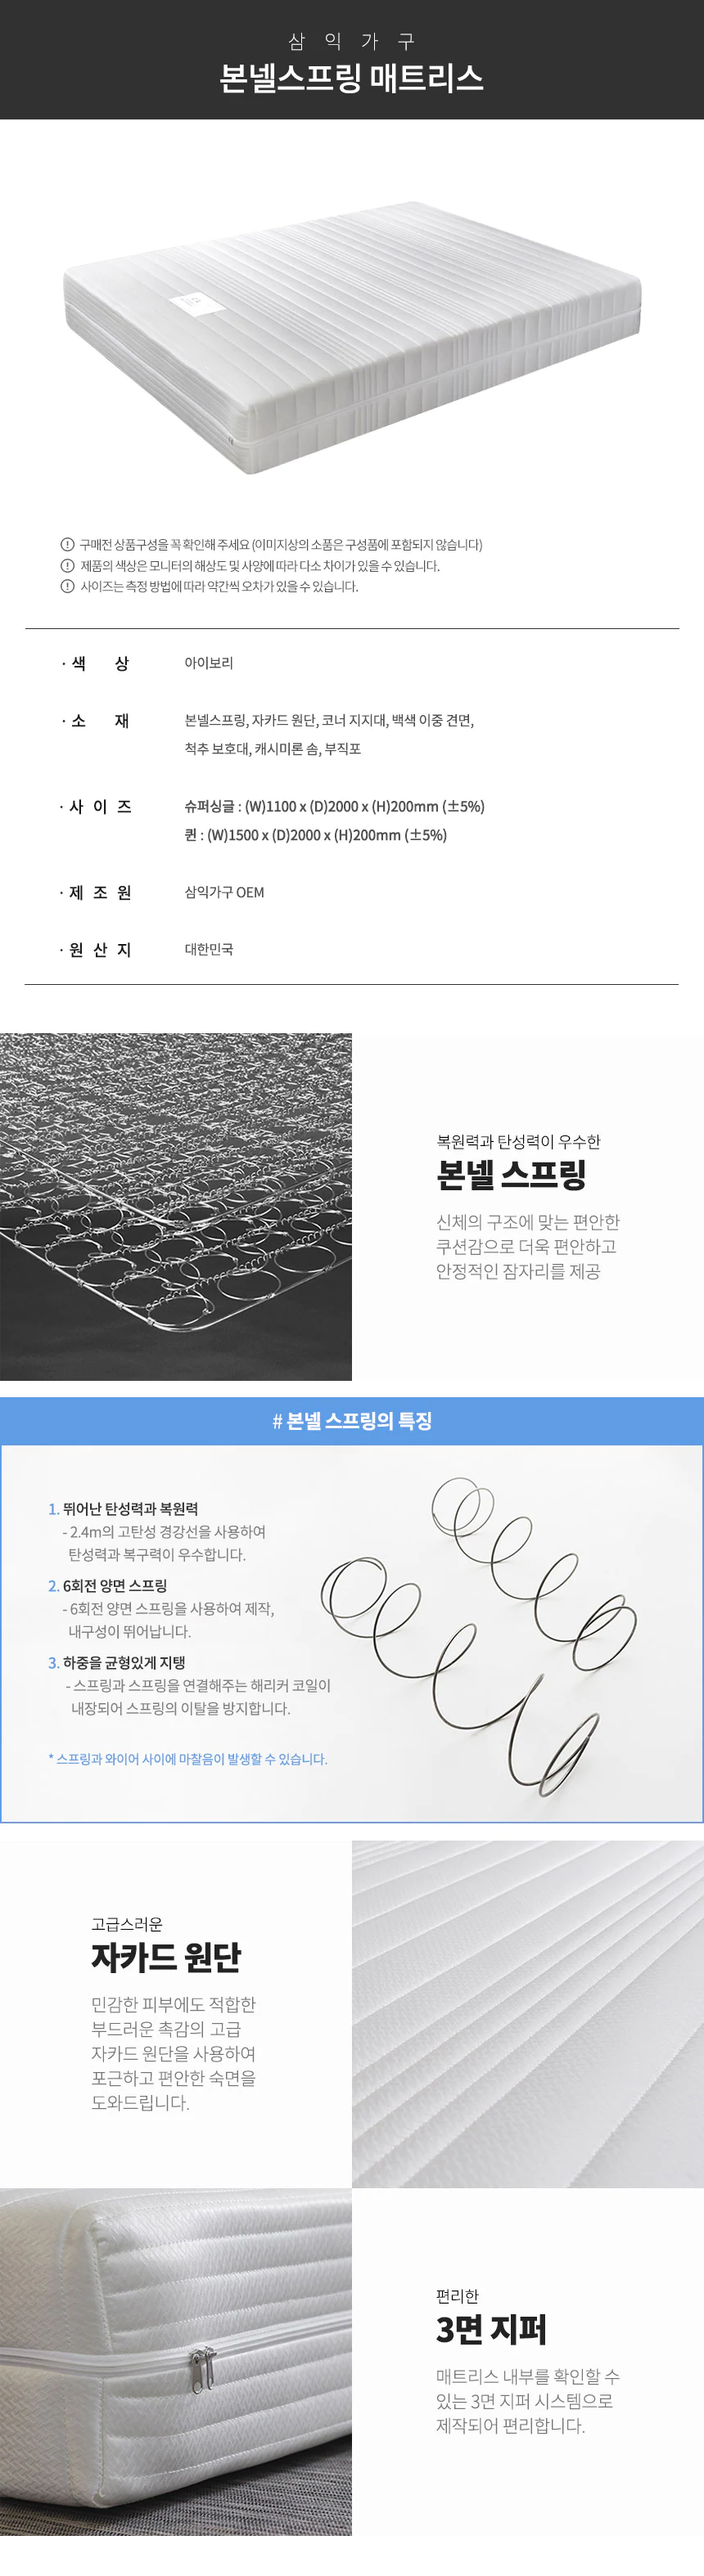 삼 익 가 구
본넬스프링 매트리스
구매전 상품구성을 꼭 확인해 주세요 (이미지상의 소품은 구성품에 포함되지 않습니다)
제품의 색상은 모니터의 해상도 및 사양에 따라 다소 차이가 있을 수 있습니다.
사이즈는 측정 방법에 따라 약간씩 오차가 있을 수 있습니다.
· 색 상 아이보리
· 소 재 본넬스프링, 자카드 원단, 코너 지지대, 백색 이중 견면,
척추 보호대, 캐시미론 솜, 부직포
· 사 이 즈 슈퍼싱글 : (W)1100 x (D)2000 x (H)200mm (±5%)
퀸 : (W)1500 x (D)2000 x (H)200mm (±5%)
· 제 조 원 삼익가구 OEM
· 원 산 지 대한민국
복원력과 탄성력이 우수한
본넬 스프링
신체의 구조에 맞는 편안한
쿠션감으로 더욱 편안하고
안정적인 잠자리를 제공
# 본넬 스프링의 특징
1. 뛰어난 탄성력과 복원력
- 2.4m의 고탄성 경강선을 사용하여
탄성력과 복구력이 우수합니다.
2. 6회전 양면 스프링
- 6회전 양면 스프링을 사용하여 제작,
내구성이 뛰어납니다.
3. 하중을 균형있게 지탱
- 스프링과 스프링을 연결해주는 해리커 코일이
내장되어 스프링의 이탈을 방지합니다.
* 스프링과 와이어 사이에 마찰음이 발생할 수 있습니다.
고급스러운
자카드 원단
민감한 피부에도 적합한
부드러운 촉감의 고급
자카드 원단을 사용하여
포근하고 편안한 숙면을
도와드립니다.
편리한
3면 지퍼
매트리스 내부를 확인할 수
있는 3면 지퍼 시스템으로
제작되어 편리합니다.